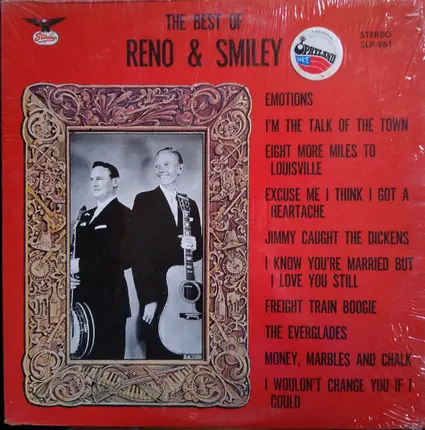 THE BEST OF
RENO & SMILEY
Starday
STEREO
SLP-961
EMOTIONS
I'M THE TALK OF THE TOWN
EIGHT MORE MILES TO
LOUISVILLE
EXCUSE ME I THINK I GOT A
HEARTACHE
JIMMY CAUGHT THE DICKENS
I KNOW YOU'RE MARRIED BUT
I LOVE YOU STILL
FREIGHT TRAIN BOOGIE
THE EVERGLADES
MONEY, MARBLES AND CHALK
I WOULDN'T CHANGE YOU IF I
COULD